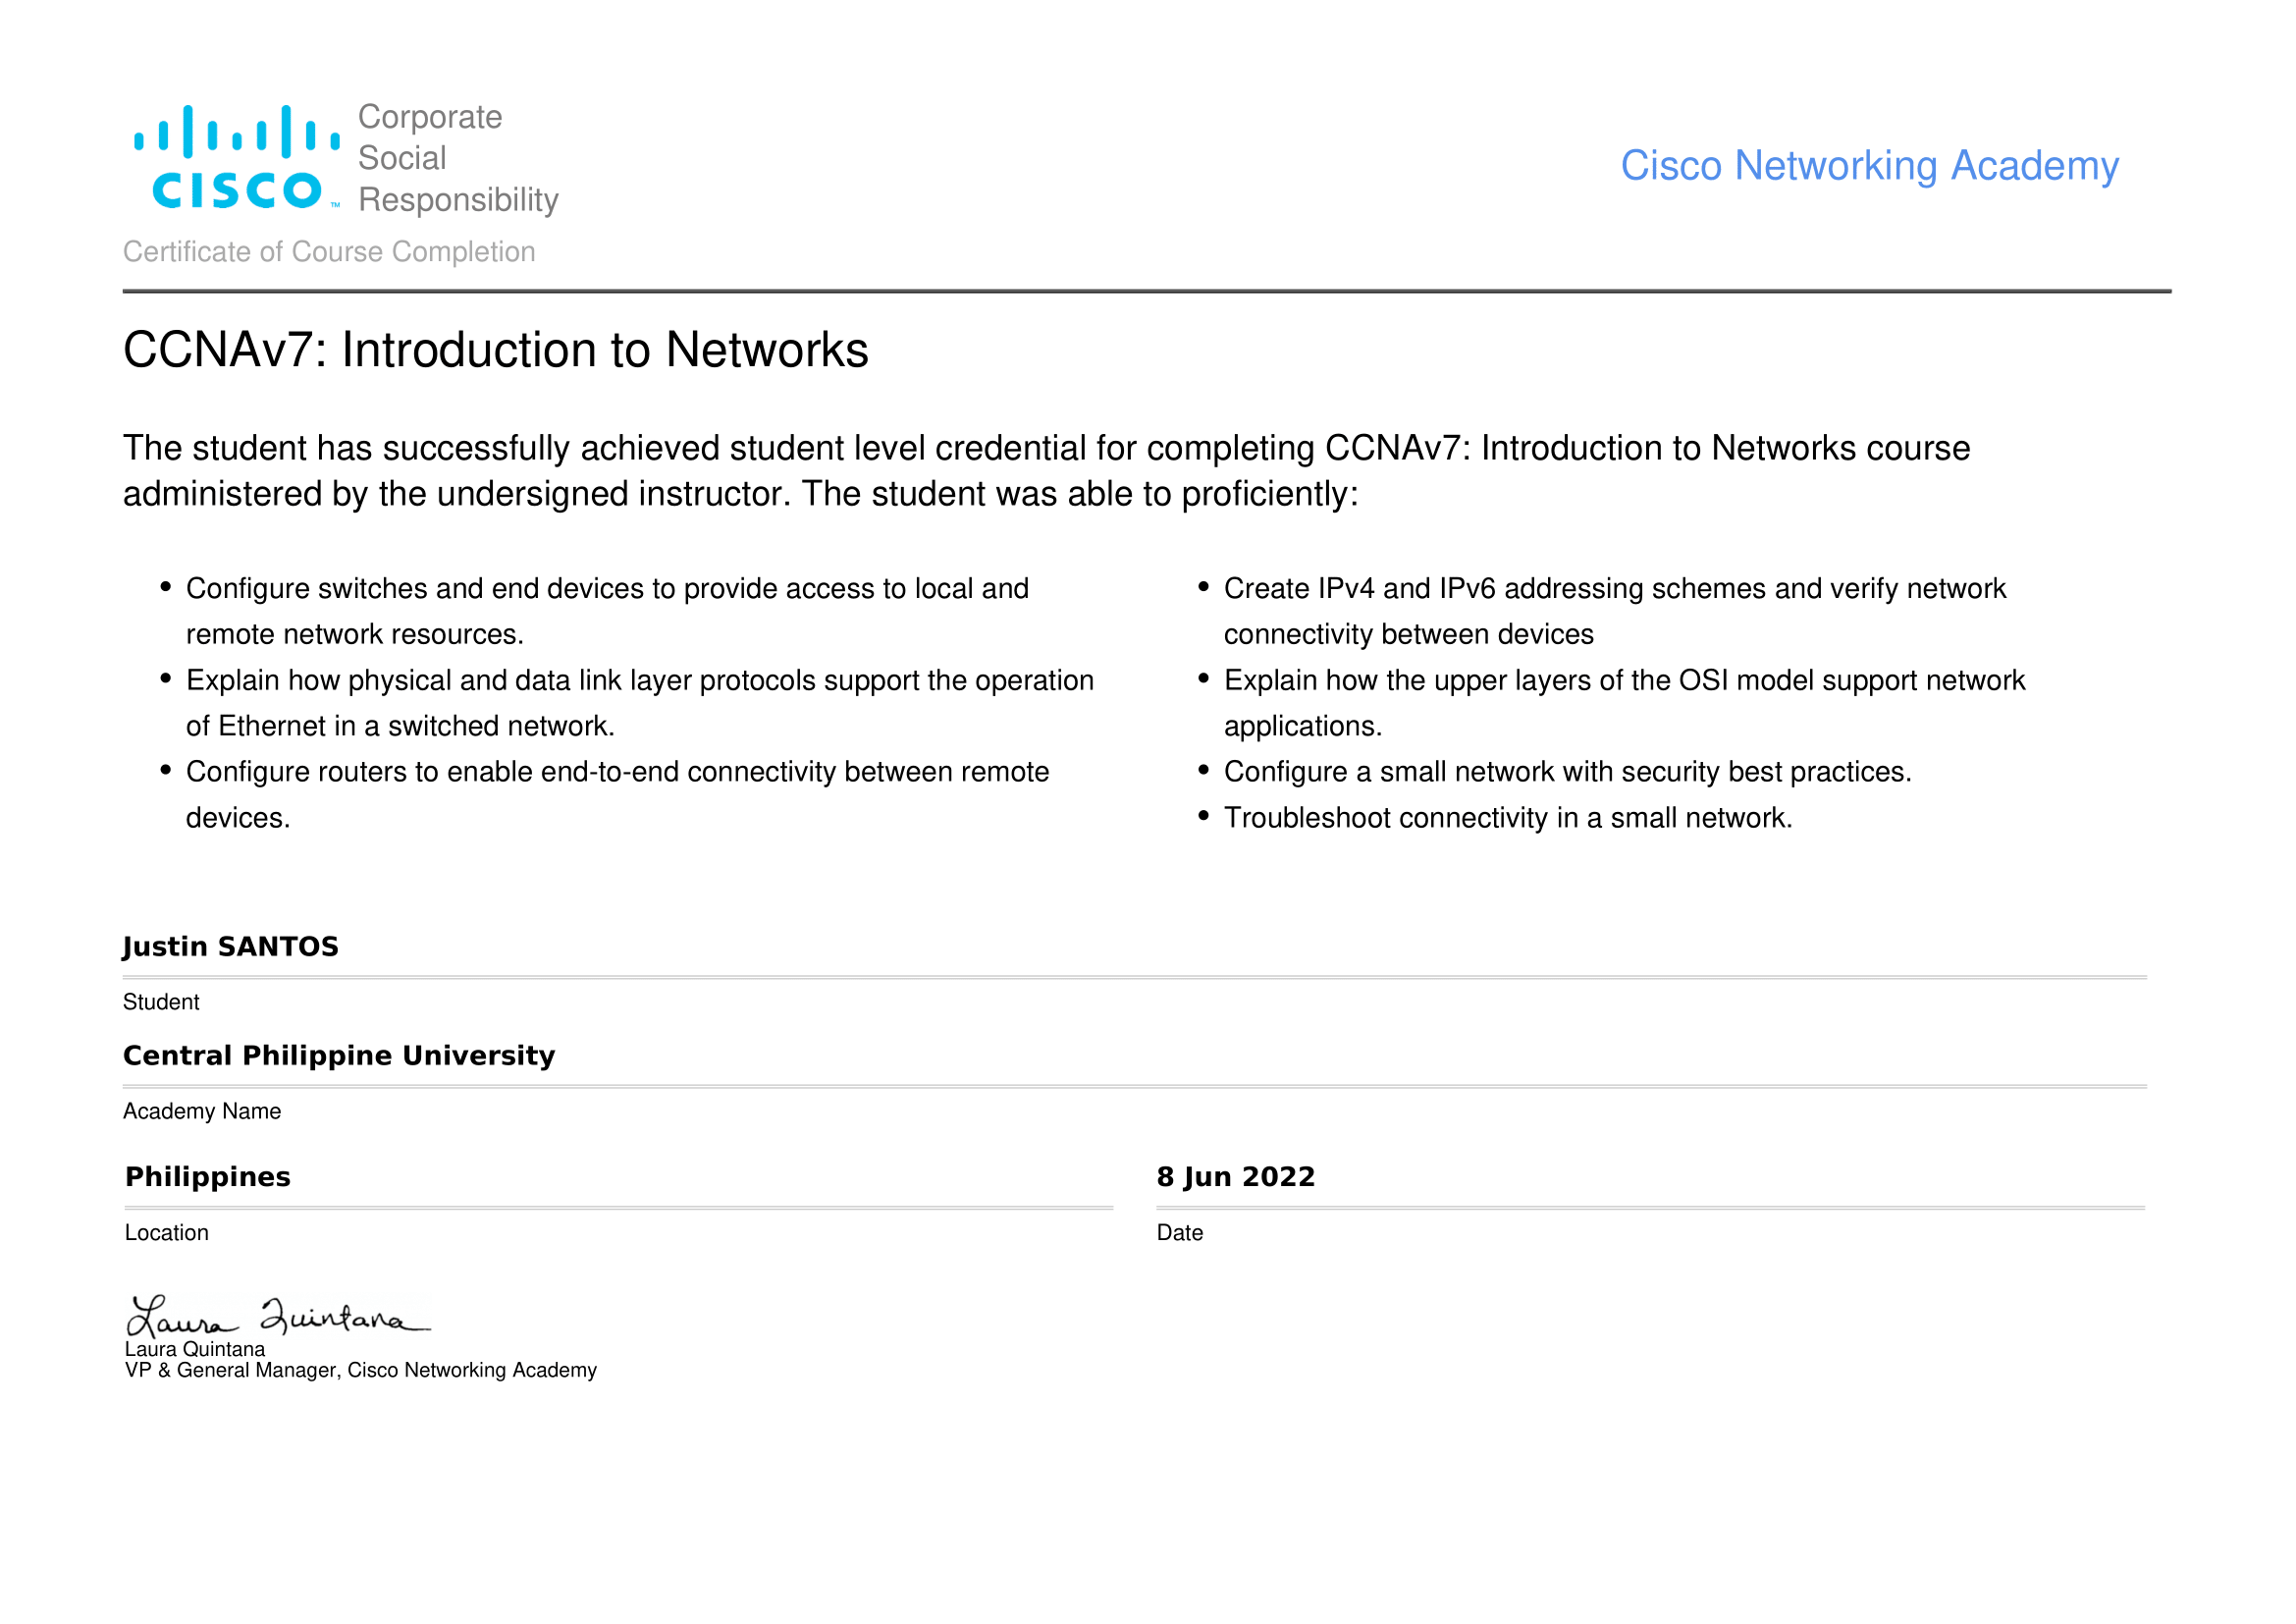 CISCO™
Corporate
Social
Responsibility
Cisco Networking Academy
Certificate of Course Completion
CCNAv7: Introduction to Networks
The student has successfully achieved student level credential for completing CCNAv7: Introduction to Networks course
administered by the undersigned instructor. The student was able to proficiently:
• Configure switches and end devices to provide access to local and
remote network resources.
• Explain how physical and data link layer protocols support the operation
of Ethernet in a switched network.
• Configure routers to enable end-to-end connectivity between remote
devices.
• Create IPv4 and IPv6 addressing schemes and verify network
connectivity between devices
• Explain how the upper layers of the OSI model support network
applications.
• Configure a small network with security best practices.
• Troubleshoot connectivity in a small network.
Justin SANTOS
Student
Central Philippine University
Academy Name
Philippines
Location
8 Jun 2022
Date
Laura Quintana
Laura Quintana
VP & General Manager, Cisco Networking Academy